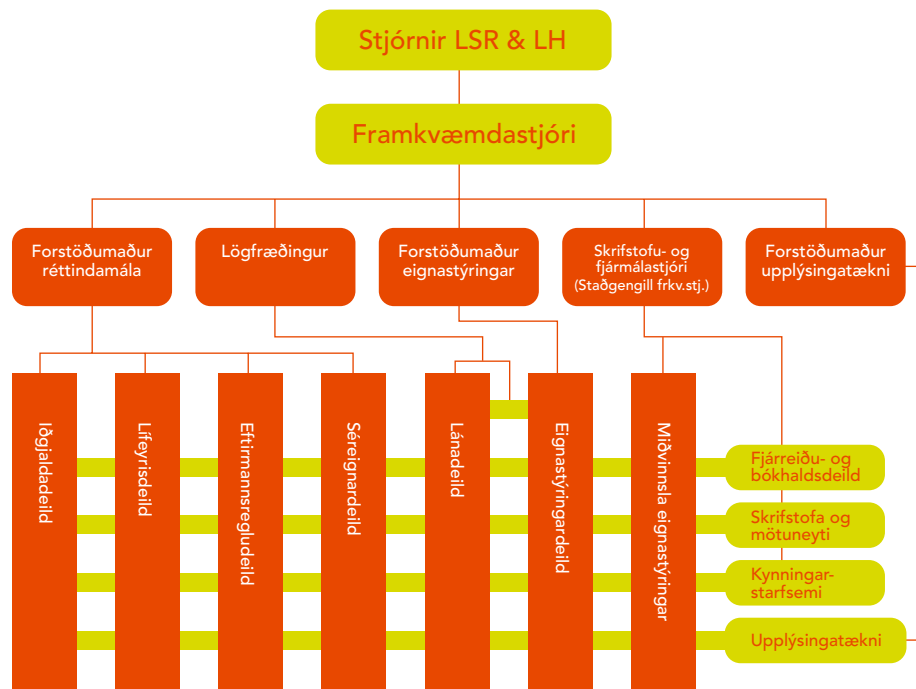 Stjórnir LSR & LH
Framkvæmdastjóri
Forstöðumaður
réttindamála
Lögfræðingur
Forstöðumaður
eignastýringar
Skrifstofu- og
fjármálastjóri
(Staðgengill frkv.stj.)
Forstöðumaður
upplýsingatækni
Iðgjaldadeild
Lífeyrisdeild
Eftirmannsregludeild
Séreignardeild
Lánadeild
Eignastýringardeild
Miðvinnsla eignastýringar
Fjárreiðu- og
bókhaldsdeild
Skrifstofa og
mötuneyti
Kynningar-
starfsemi
Upplýsingatækni